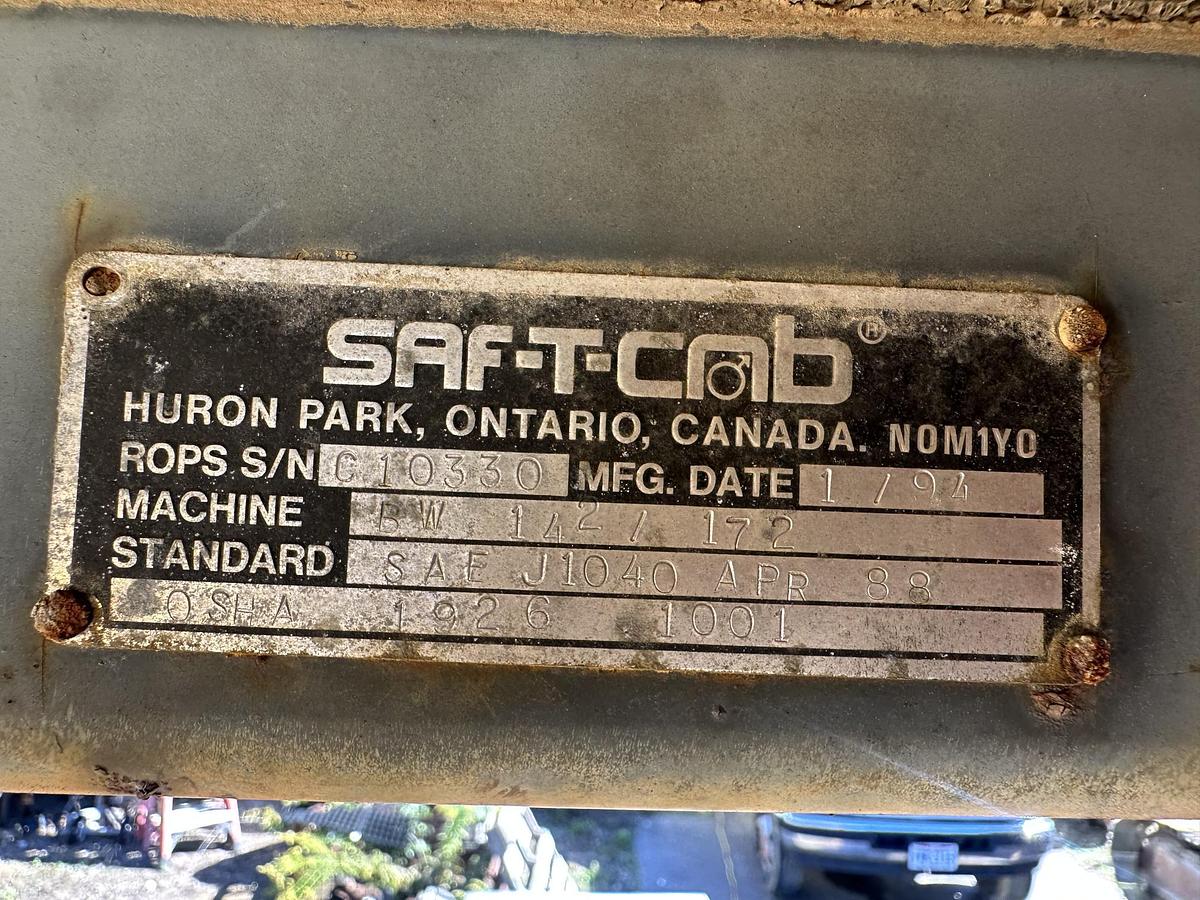 SAF-T-CAB®
HURON PARK, ONTARIO, CANADA. N0M1Y0
ROPS S/N C10330 MFG. DATE 1/94
MACHINE BW 142/172
STANDARD SAE J1040 APR 88
OSHA 1926.1001